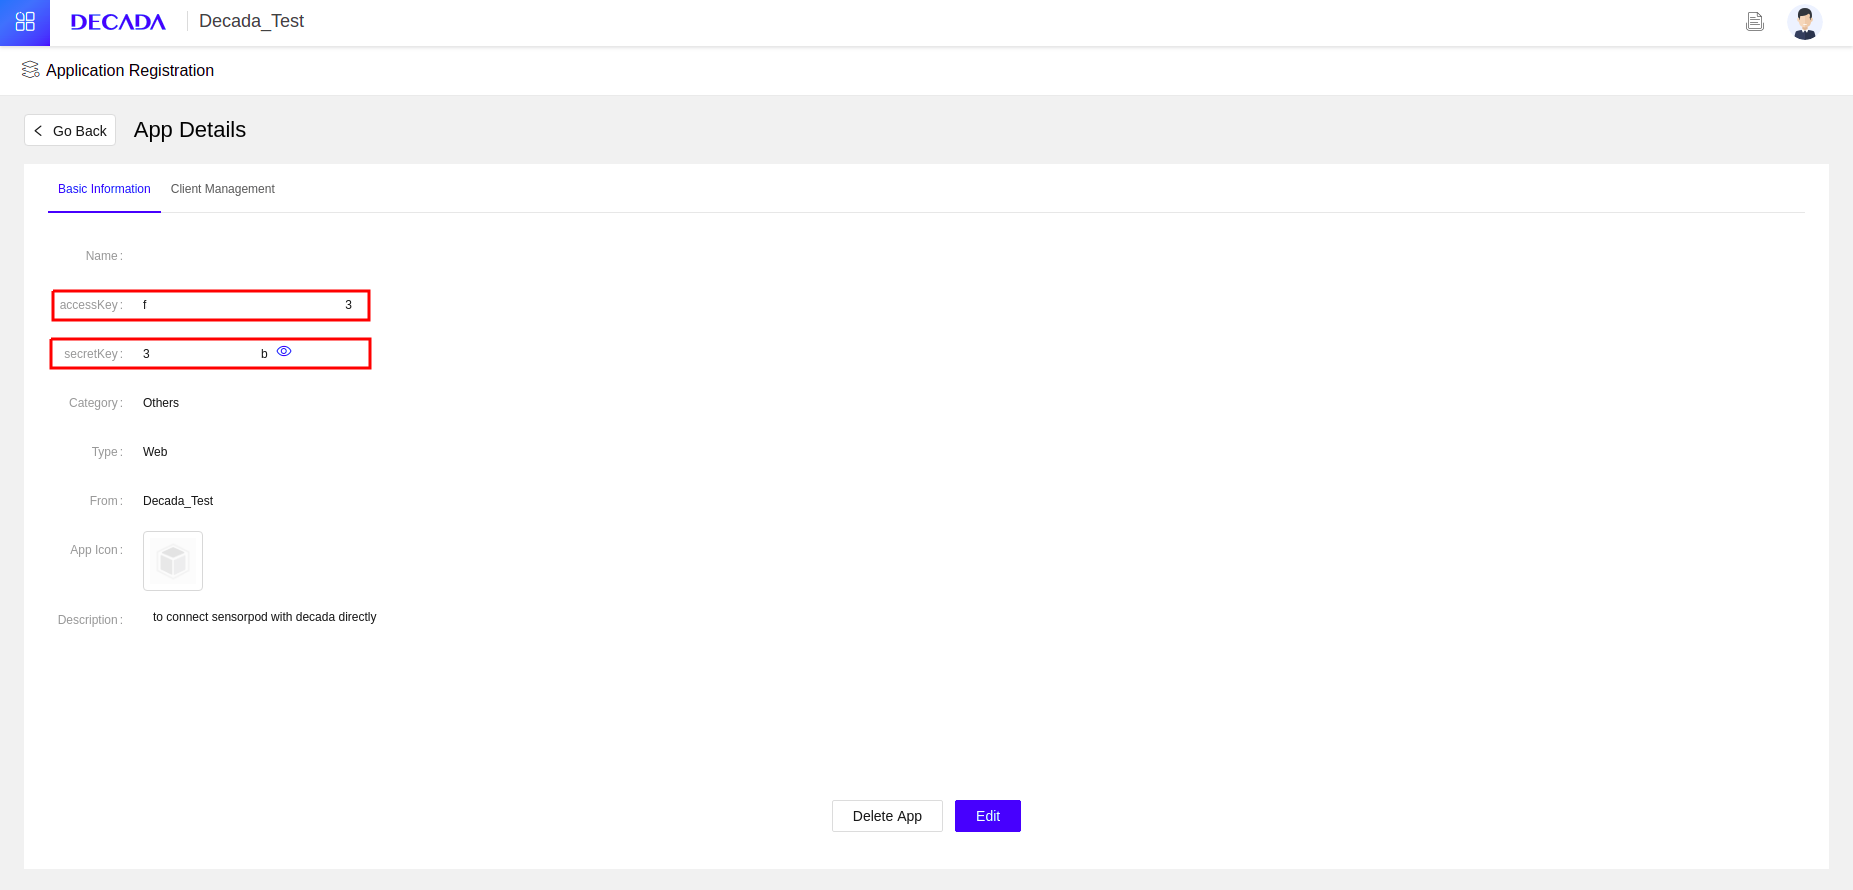 DECADA
Decada_Test
Application Registration
Go Back
App Details
Basic Information
Client Management
Name :
accessKey : f 3
secretKey : 3 b
Category : Others
Type : Web
From : Decada_Test
App Icon :
Description : to connect sensorpod with decada directly
Delete App
Edit